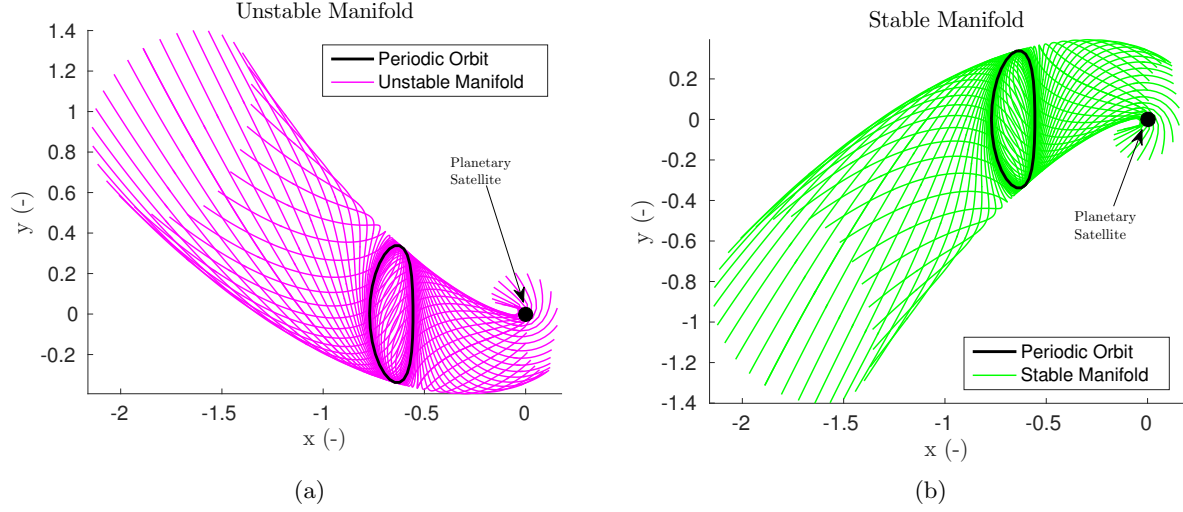 Unstable Manifold
1.4
1.2
1
0.8
0.6
0.4
0.2
0
-0.2
y (-)
Periodic Orbit
Unstable Manifold
Planetary
Satellite
-2
-1.5
-1
-0.5
0
x (-)
(a)
Stable Manifold
0.2
0
-0.2
-0.4
-0.6
-0.8
-1
-1.2
-1.4
y (-)
Planetary
Satellite
Periodic Orbit
Stable Manifold
-2
-1.5
-1
-0.5
0
x (-)
(b)